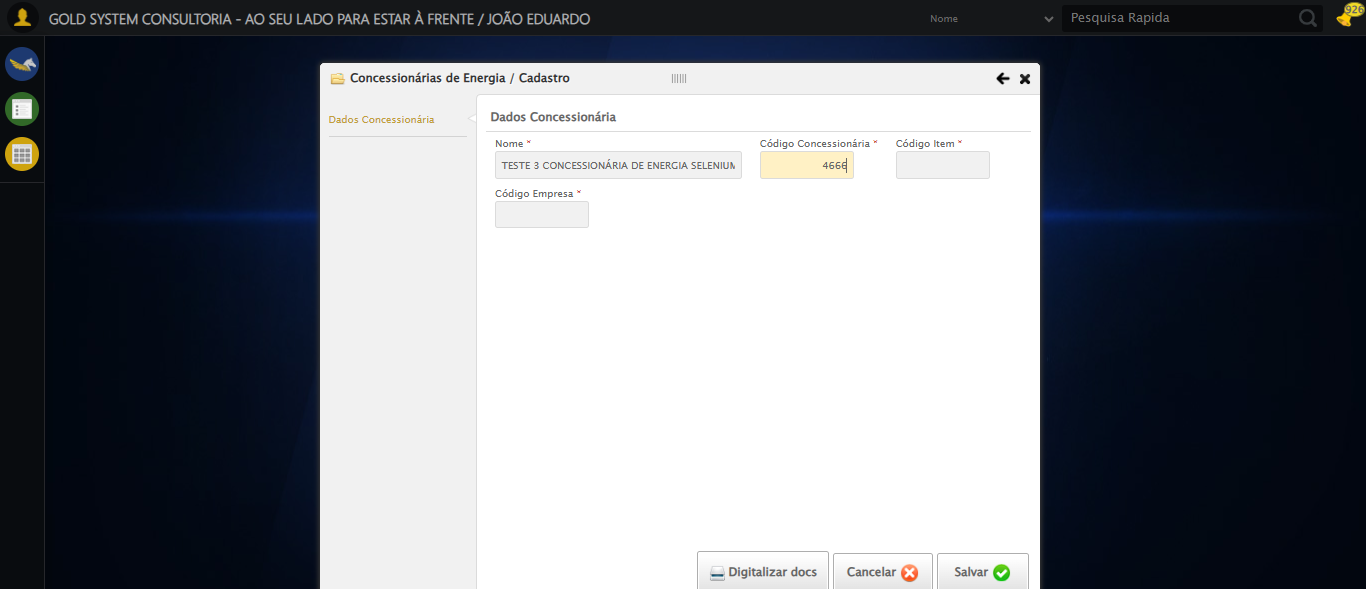 GOLD SYSTEM CONSULTORIA - AO SEU LADO PARA ESTAR À FRENTE / JOÃO EDUARDO
Nome
Pesquisa Rapida
926
Concessionárias de Energia / Cadastro
Dados Concessionária
Dados Concessionária
Nome *
Código Concessionária *
Código Item *
TESTE 3 CONCESSIONÁRIA DE ENERGIA SELENIUM
4666
Código Empresa *
Digitalizar docs
Cancelar
Salvar